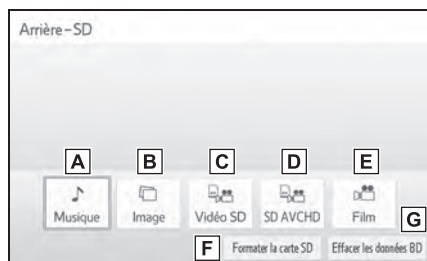 Arrière-SD
A B C D E
Musique Image Vidéo SD SD AVCHD Film
G
F Formater la carte SD Effacer les données BD